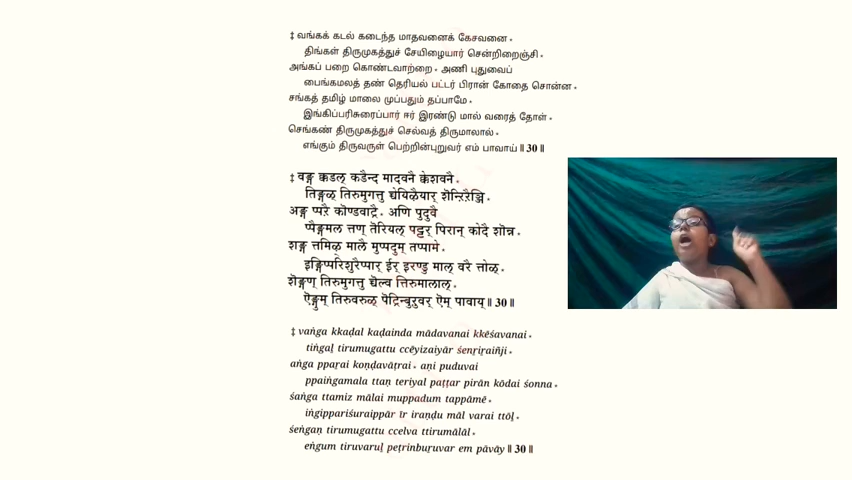 ‡ வங்கக் கடல் கடைந்த மாதவனைக் கேசவனை ∗
திங்கள் திருமுகத்துச் சேயிழையார் சென்றிறைஞ்சி ∗
அங்கப் பறை கொண்டவாற்றை ∗ அணி புதுவைப்
பைங்கமலத் தண் தெரியல் பட்டர் பிரான் கோதை சொன்ன ∗
சங்கத் தமிழ் மாலை முப்பதும் தப்பாமே ∗
இங்கிப்பரிசுரைப்பார் ஈர் இரண்டு மால் வரைத் தோள் ∗
செங்கண் திருமுகத்துச் செல்வத் திருமாலால் ∗
எங்கும் திருவருள் பெற்றின்புறுவர் எம் பாவாய் ‖ 30 ‖
‡ वङ्ग क्कडल् कडैन्द मादवनै क्केशवनै ∗
तिङ्गळ् तिरुमुगत्तु च्चेयिऴैयार् शॆन्ऱिऱैञ्जि ∗
अङ्ग प्पऱै कॊण्डवाट्रै ∗ अणि पुदुवै
प्पैङ्गमल त्तण् तॆरियल् पट्टर् पिरान् कोदै शॊन्न ∗
शङ्ग त्तमिऴ् मालै मुप्पदुम् तप्पामे ∗
इङ्गिप्परिशुरैप्पार् ईर् इरण्डु माल् वरै त्तोळ् ∗
शॆङ्गण् तिरुमुगत्तु च्चॆल्व त्तिरुमालाल् ∗
ऎङ्गुम् तिरुवरुळ् पॆट्रिन्बुऱुवर् ऎम् पावाय् ‖ 30 ‖
‡ vaṅga kkaḍal kaḍainda mādavanai kkēśavanai ∗
tiṅgaḷ tirumugattu ccēyizaiyār śenṟiṟaiñji ∗
aṅga ppaṟai koṇḍavāṭrai ∗ aṇi puduvai
ppaiṅgamala ttaṇ teriyal paṭṭar pirān kōdai śonna ∗
śaṅga ttamiz mālai muppadum tappāmē ∗
iṅgippariśuraippār īr iraṇḍu māl varai ttōḷ ∗
śeṅgaṇ tirumugattu ccelva ttirumālāl ∗
eṅgum tiruvaruḷ peṭrinbuṟuvar em pāvāy ‖ 30 ‖